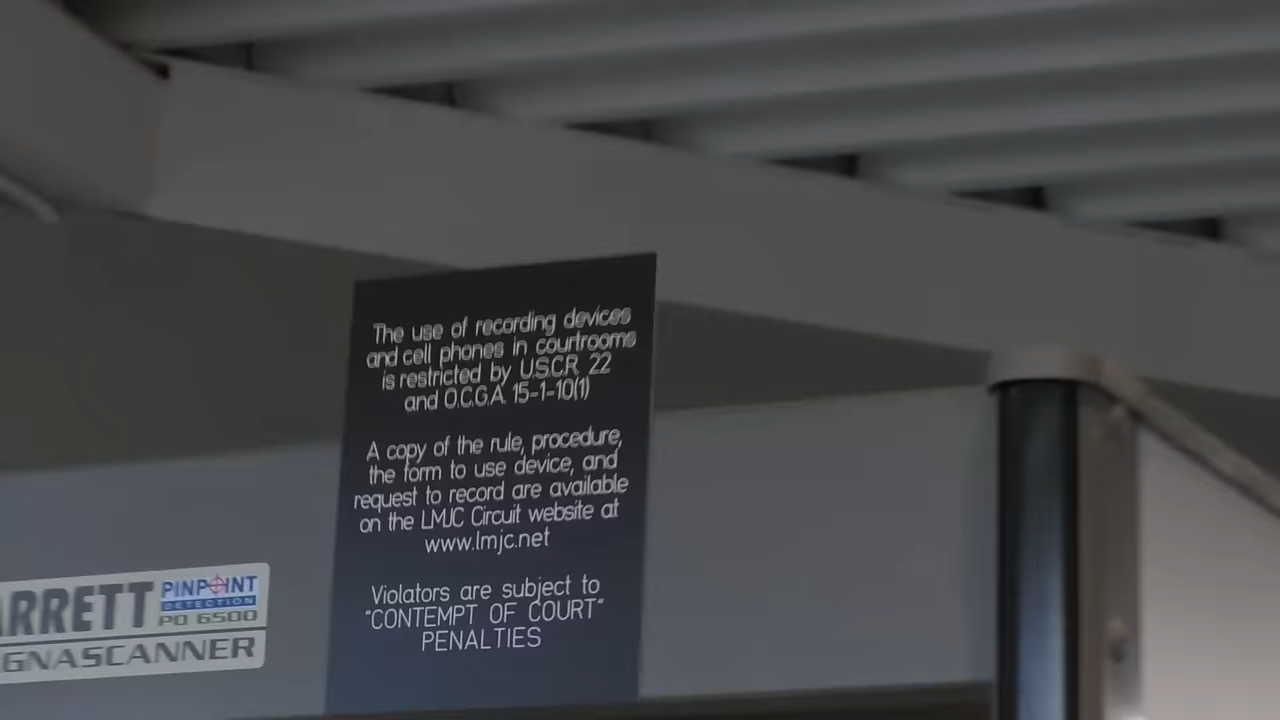 The use of recording devices
and cell phones in courtrooms
is restricted by U.S.C.R. 22
and O.C.G.A. 15-1-10(1)
A copy of the rule, procedure,
the form to use device, and
request to record are available
on the LMJC Circuit website at
www.lmjc.net
Violators are subject to
"CONTEMPT OF COURT"
PENALTIES
ARRETT
PINPOINT
DETECTION
PD 6500
GNASCANNER